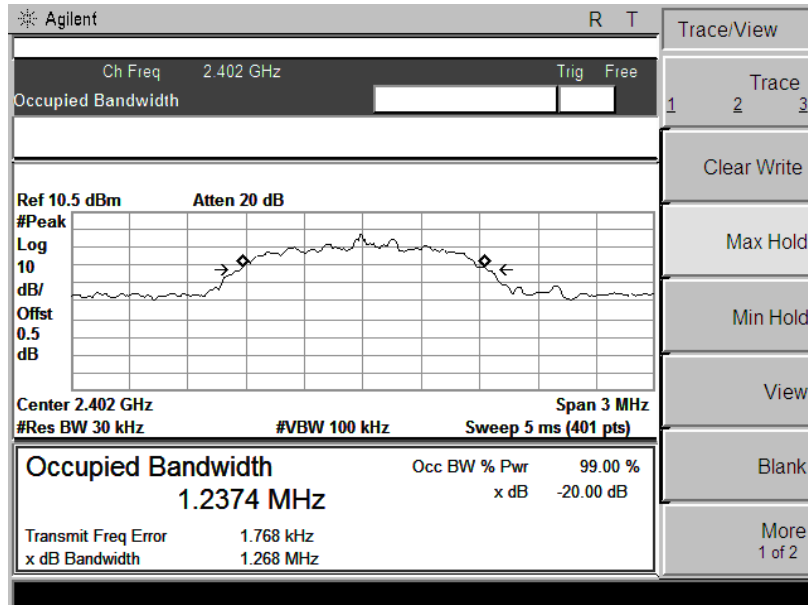 Agilent R T
Trace/View
Ch Freq 2.402 GHz Trig Free
Occupied Bandwidth
Trace
1 2 3
Clear Write
Max Hold
Min Hold
View
Blank
More
1 of 2
Ref 10.5 dBm Atten 20 dB
#Peak
Log
10
dB/
Offst
0.5
dB
Center 2.402 GHz Span 3 MHz
#Res BW 30 kHz #VBW 100 kHz Sweep 5 ms (401 pts)
Occupied Bandwidth Occ BW % Pwr 99.00 %
1.2374 MHz x dB -20.00 dB
Transmit Freq Error 1.768 kHz
x dB Bandwidth 1.268 MHz